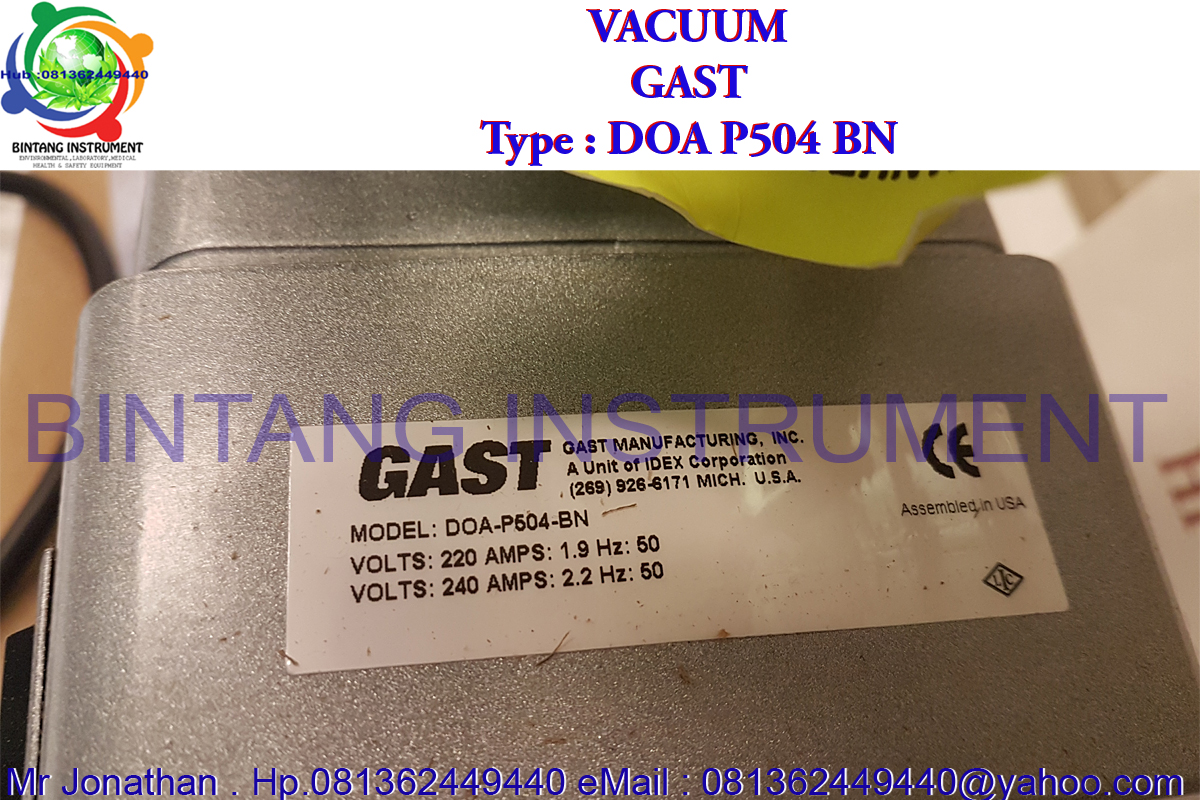 VACUUM
GAST
Type : DOA P504 BN
Hub :081362449440
BINTANG INSTRUMENT
ENVIRONMENTAL,LABORATORY,MEDICAL
HEALTH & SAFETY EQUIPMENT
BINTANG INSTRUMENT
GAST
GAST MANUFACTURING, INC.
A Unit of IDEX Corporation
(269) 926-6171 MICH. U.S.A.
CE
Assembled in USA
MODEL: DOA-P504-BN
VOLTS: 220 AMPS: 1.9 Hz: 50
VOLTS: 240 AMPS: 2.2 Hz: 50
Mr Jonathan . Hp.081362449440 eMail : 081362449440@yahoo.com